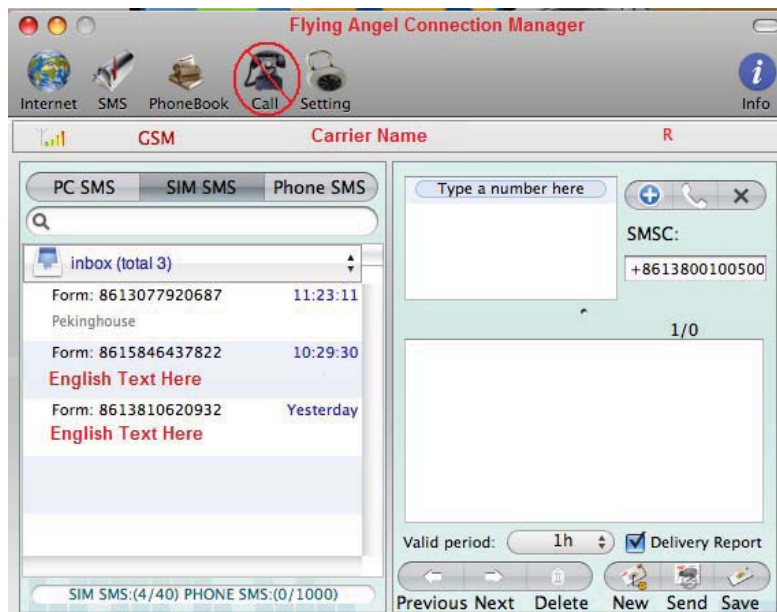 Flying Angel Connection Manager
Internet SMS PhoneBook Call Setting Info
GSM Carrier Name R
PC SMS SIM SMS Phone SMS
inbox (total 3)
Form: 8613077920687 11:23:11
Pekinghouse
Form: 8615846437822 10:29:30
English Text Here
Form: 8613810620932 Yesterday
English Text Here
SIM SMS:(4/40) PHONE SMS:(0/1000)
Type a number here
SMSC:
+8613800100500
1/0
Valid period: 1h Delivery Report
Previous Next Delete New Send Save